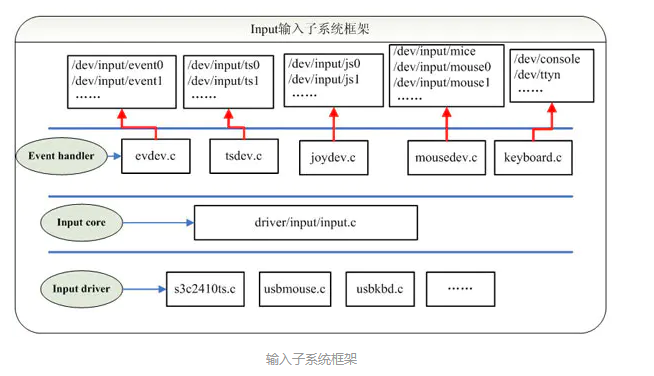 Input输入子系统框架
/dev/input/event0
/dev/input/event1
……
/dev/input/ts0
/dev/input/ts1
……
/dev/input/js0
/dev/input/js1
……
/dev/input/mice
/dev/input/mouse0
/dev/input/mouse1
……
/dev/console
/dev/ttyn
……
Event handler
evdev.c
tsdev.c
joydev.c
mousedev.c
keyboard.c
Input core
driver/input/input.c
Input driver
s3c2410ts.c
usbmouse.c
usbkbd.c
……
输入子系统框架